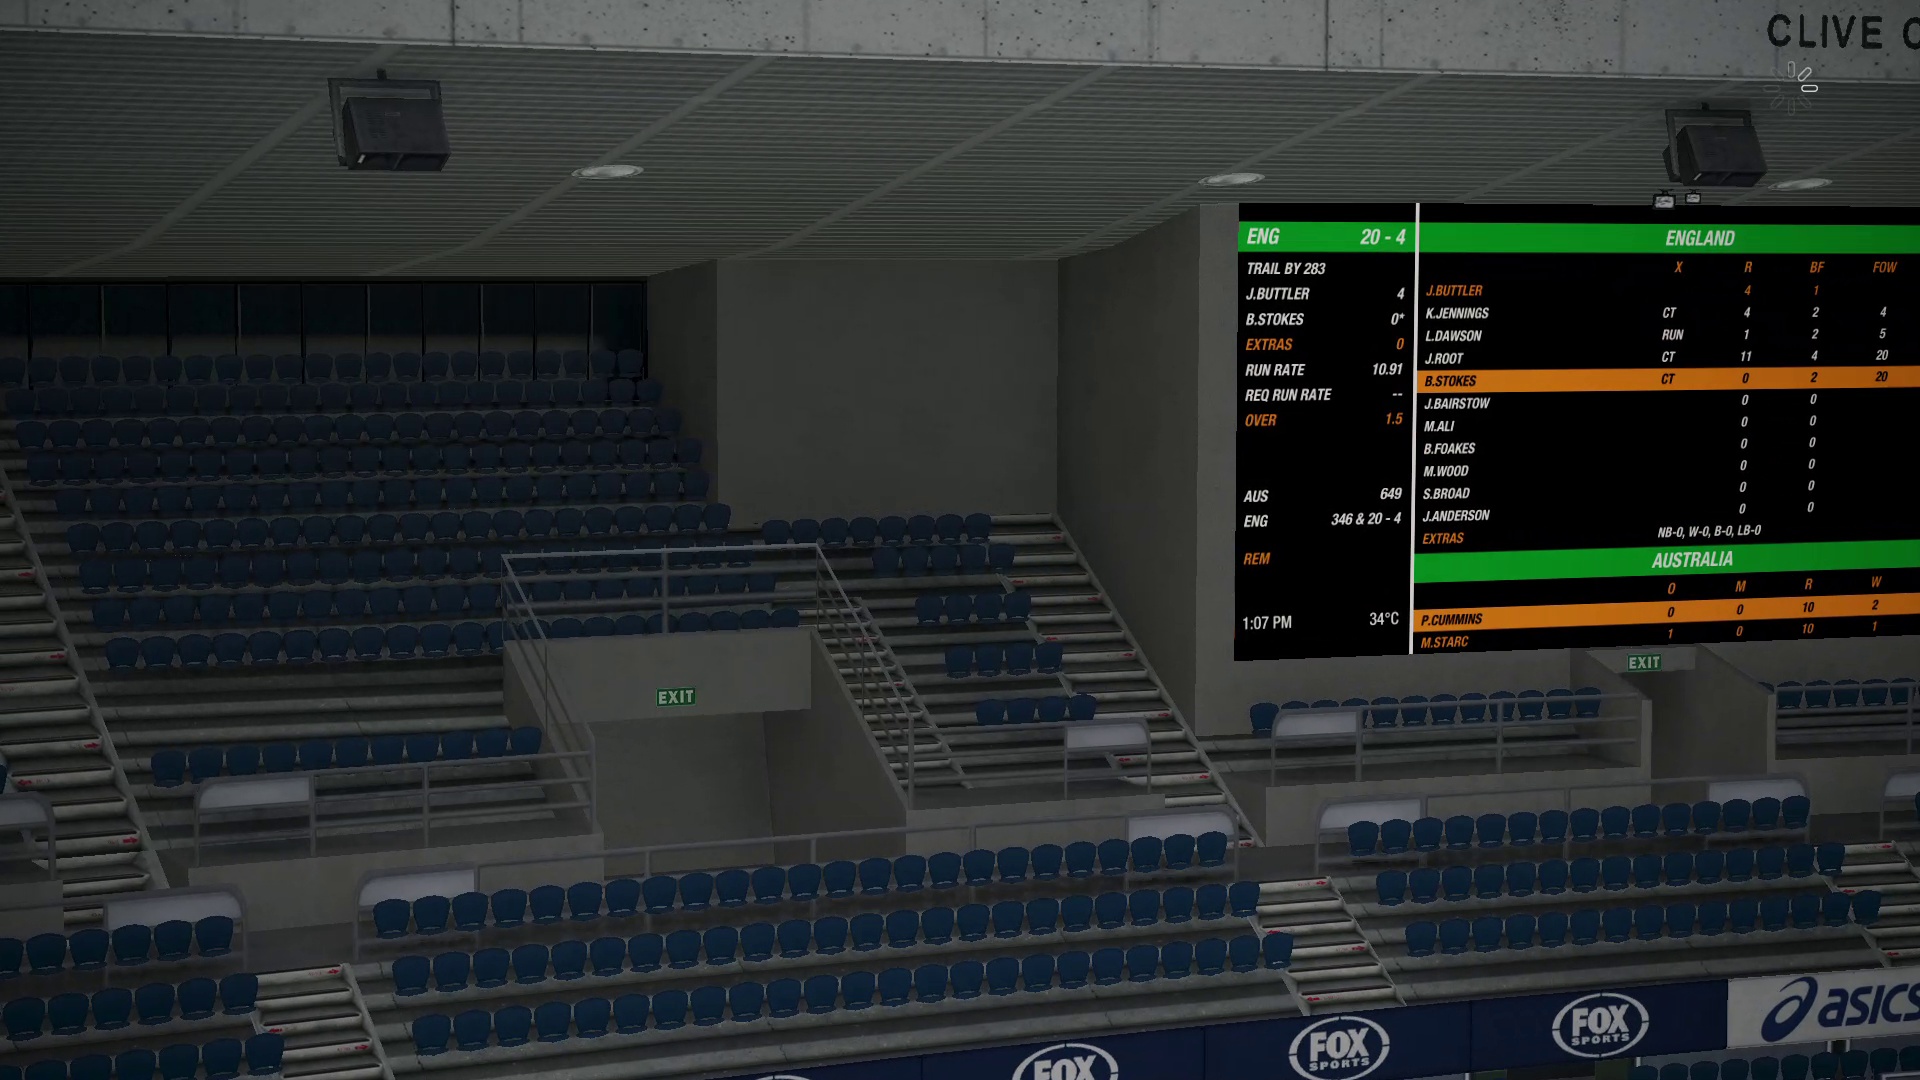 CLIVE
ENG 20 - 4
TRAIL BY 283
J.BUTTLER 4
B.STOKES 0*
EXTRAS 0
RUN RATE 10.91
REQ RUN RATE --
OVER 1.5
AUS 649
ENG 346 & 20 - 4
REM
1:07 PM 34°C
ENGLAND
X R BF FOW
J.BUTTLER 4 1
K.JENNINGS CT 4 2 4
L.DAWSON RUN 1 2 5
J.ROOT CT 11 4 20
B.STOKES CT 0 2 20
J.BAIRSTOW 0 0
M.ALI 0 0
B.FOAKES 0 0
M.WOOD 0 0
S.BROAD 0 0
J.ANDERSON 0 0
EXTRAS NB-0, W-0, B-0, LB-0
AUSTRALIA
O M R W
P.CUMMINS 0 0 10 2
M.STARC 1 0 10 1
EXIT
EXIT
FOX
FOX SPORTS
FOX SPORTS
asics